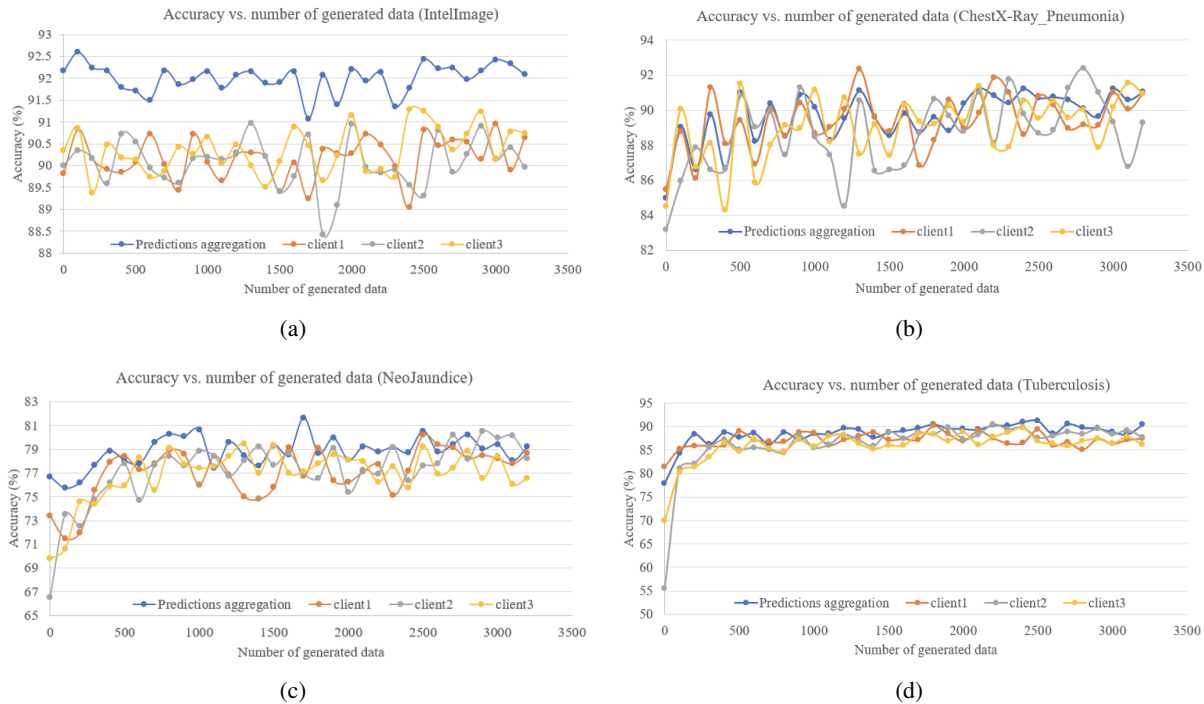 Accuracy vs. number of generated data (IntelImage)
93
92.5
92
91.5
91
90.5
90
89.5
89
88.5
88
Accuracy (%)
Predictions aggregation client1 client2 client3
0 500 1000 1500 2000 2500 3000 3500
Number of generated data
(a)
Accuracy vs. number of generated data (ChestX-Ray_Pneumonia)
94
92
90
88
86
84
82
Accuracy (%)
Predictions aggregation client1 client2 client3
0 500 1000 1500 2000 2500 3000 3500
Number of generated data
(b)
Accuracy vs. number of generated data (NeoJaundice)
83
81
79
77
75
73
71
69
67
65
Accuracy (%)
Predictions aggregation client1 client2 client3
0 500 1000 1500 2000 2500 3000 3500
Number of generated data
(c)
Accuracy vs. number of generated data (Tuberculosis)
95
90
85
80
75
70
65
60
55
50
Accuracy (%)
Predictions aggregation client1 client2 client3
0 500 1000 1500 2000 2500 3000 3500
Number of generated data
(d)